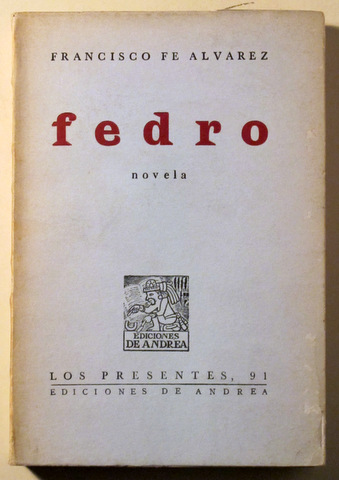 FRANCISCO FE ALVAREZ
fedro
novela
EDICIONES
DE ANDREA
LOS PRESENTES, 91
EDICIONES DE ANDREA